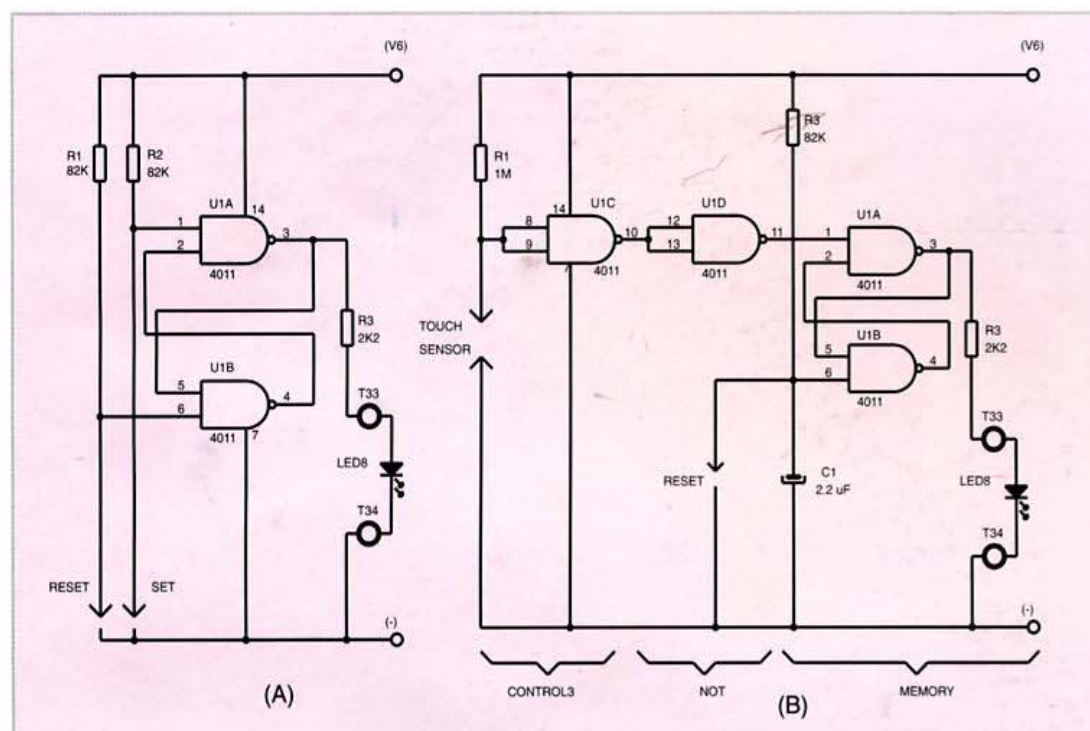 (V6)
R1
82K
R2
82K
U1A
14
1
2
3
4011
R3
2K2
U1B
5
6
4
4011
7
T33
LED8
T34
RESET
SET
(-)
(A)
(V6)
R3
82K
R1
1M
U1C
14
8
9
10
7
4011
U1D
12
13
11
4011
U1A
1
2
3
4011
R3
2K2
U1B
5
6
4
4011
TOUCH
SENSOR
T33
RESET
C1
2.2 uF
LED8
T34
(-)
CONTROL3
NOT
MEMORY
(B)